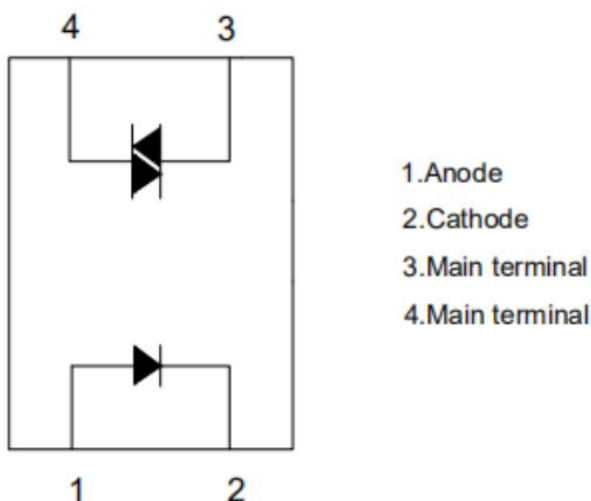 4 3
1.Anode
2.Cathode
3.Main terminal
4.Main terminal
1 2